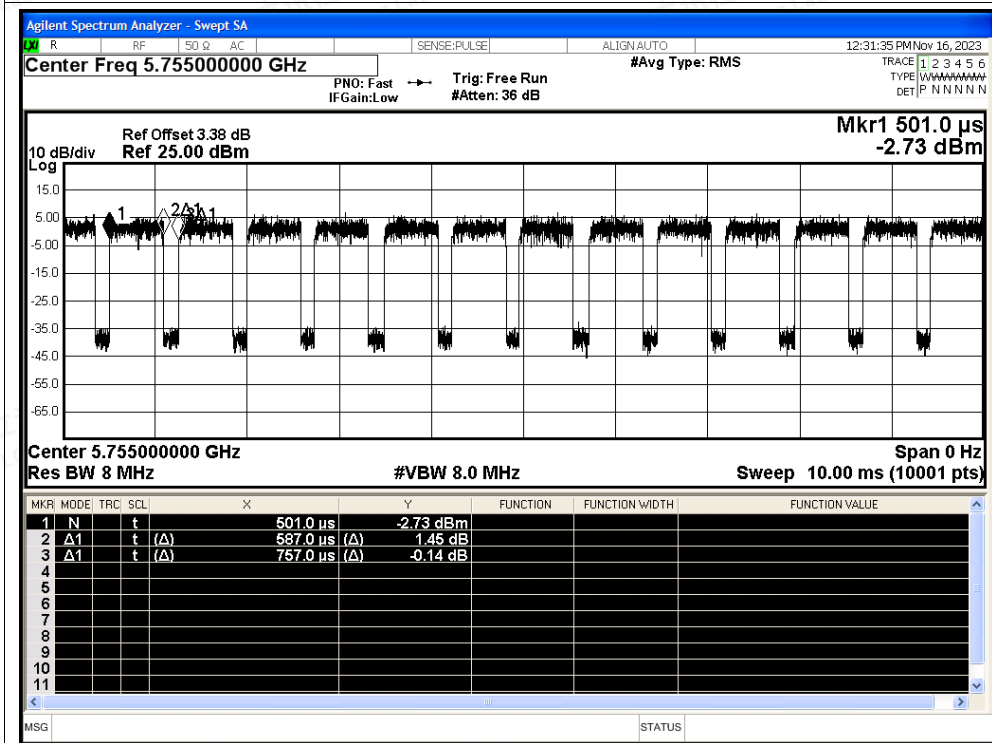 Agilent Spectrum Analyzer - Swept SA
LXI R RF 50 Ω AC SENSE:PULSE ALIGN AUTO 12:31:35 PM Nov 16, 2023
Center Freq 5.755000000 GHz #Avg Type: RMS TRACE 1 2 3 4 5 6
PNO: Fast Trig: Free Run TYPE
IFGain:Low #Atten: 36 dB DET P N N N N N
Mkr1 501.0 µs
Ref Offset 3.38 dB
10 dB/div Ref 25.00 dBm -2.73 dBm
Log
15.0
5.00
-5.00
-15.0
-25.0
-35.0
-45.0
-55.0
-65.0
1
Center 5.755000000 GHz Span 0 Hz
Res BW 8 MHz #VBW 8.0 MHz Sweep 10.00 ms (10001 pts)
MKR MODE TRC SCL X Y FUNCTION FUNCTION WIDTH FUNCTION VALUE
1 N t 501.0 µs -2.73 dBm
2 Δ1 t (Δ) 587.0 µs (Δ) 1.45 dB
3 Δ1 t (Δ) 757.0 µs (Δ) -0.14 dB
4
5
6
7
8
9
10
11
MSG STATUS